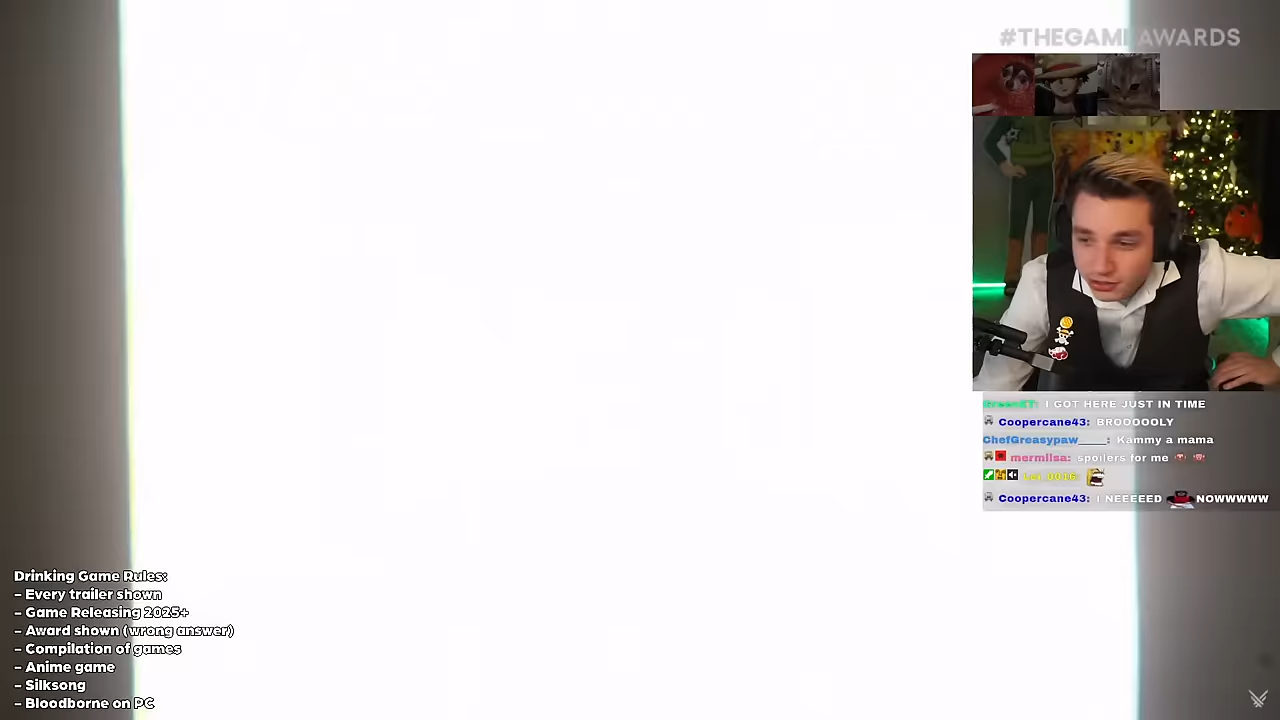 #THEGAMEAWARDS
GreenET: I GOT HERE JUST IN TIME
Coopercane43: BROOOOOLY
ChefGreasypaw____: Kammy a mama
mermilsa: spoilers for me
Coopercane43: I NEEEEED NOWWWWW
Drinking Game Rules:
- Every trailer shown
- Game Releasing 2025+
- Award shown (wrong answer)
- Compilation of games
- Anime game
- Silksong
- Bloodborne on PC